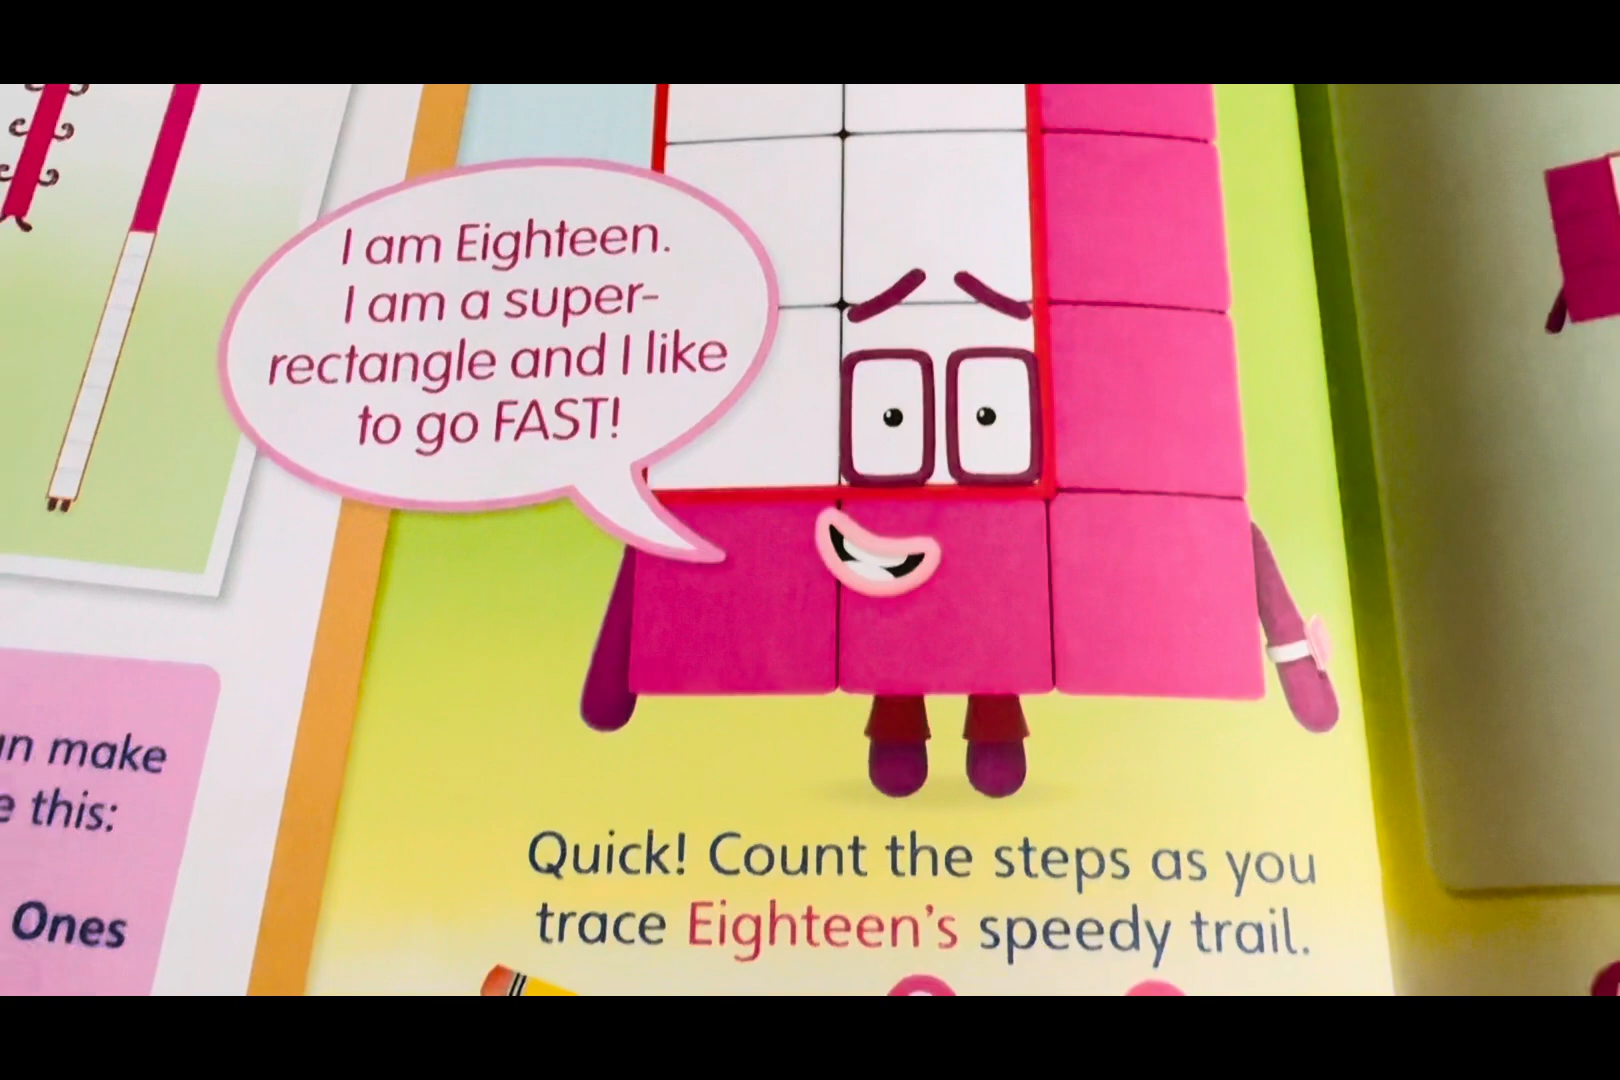 I am Eighteen.
I am a super-
rectangle and I like
to go FAST!
make
this:
Ones
Quick! Count the steps as you
trace Eighteen's speedy trail.